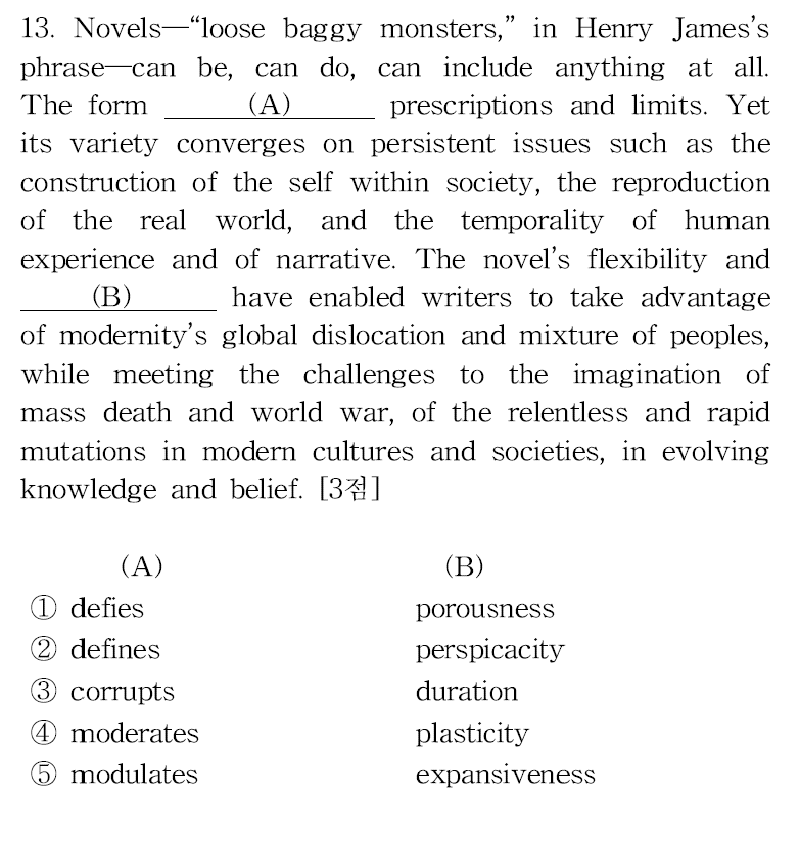 13. Novels—“loose baggy monsters,” in Henry James’s
phrase—can be, can do, can include anything at all.
The form ______(A)______ prescriptions and limits. Yet
its variety converges on persistent issues such as the
construction of the self within society, the reproduction
of the real world, and the temporality of human
experience and of narrative. The novel’s flexibility and
______(B)______ have enabled writers to take advantage
of modernity’s global dislocation and mixture of peoples,
while meeting the challenges to the imagination of
mass death and world war, of the relentless and rapid
mutations in modern cultures and societies, in evolving
knowledge and belief. [3점]
(A) (B)
① defies porousness
② defines perspicacity
③ corrupts duration
④ moderates plasticity
⑤ modulates expansiveness